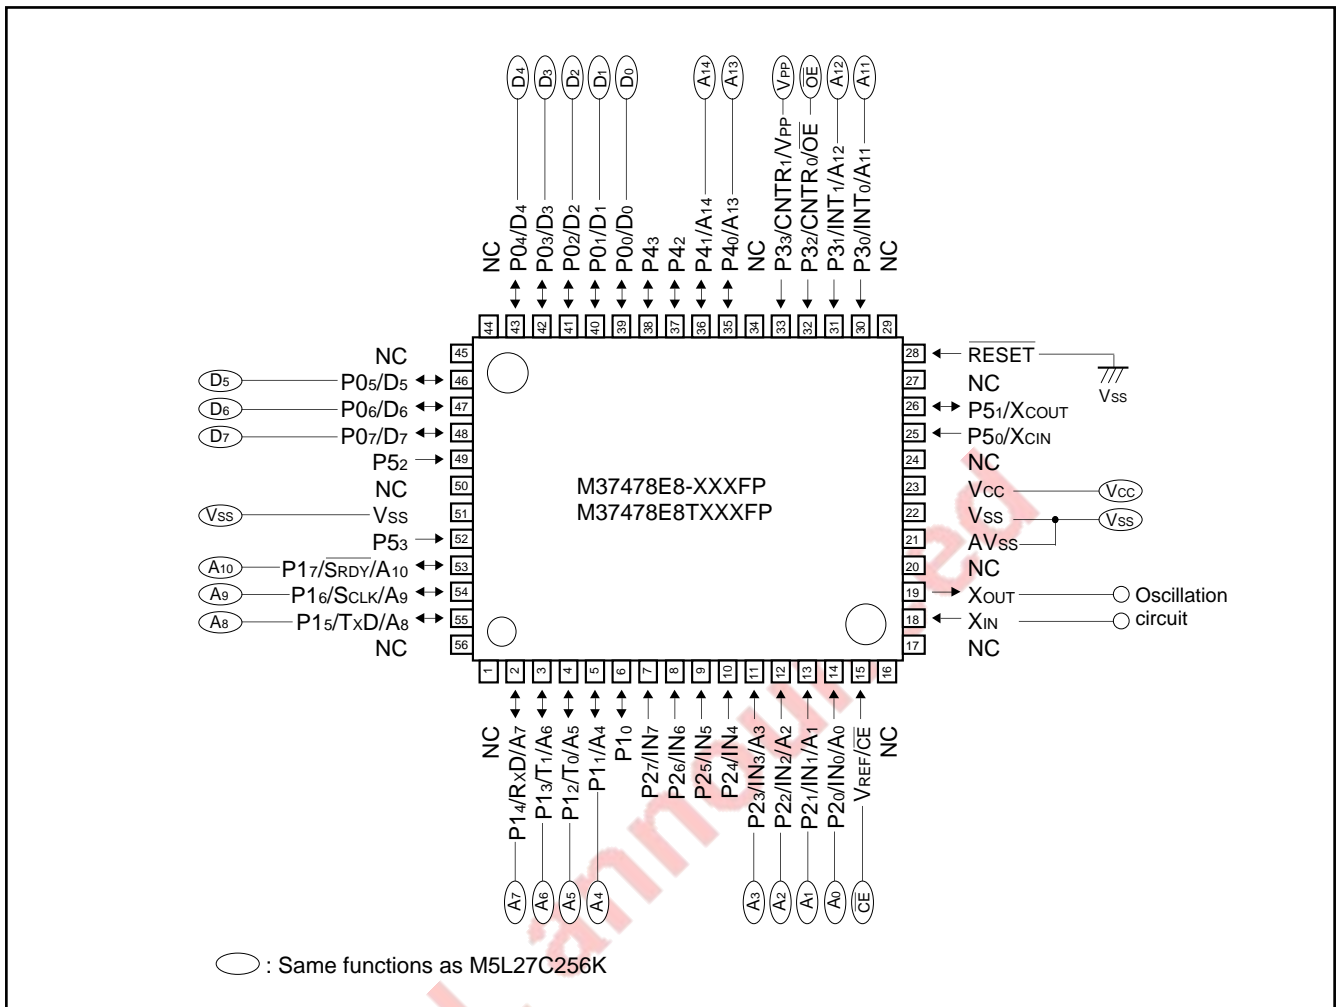 D4 D3 D2 D1 D0 A14 A13 VPP OE A12 A11
NC P04/D4 P03/D3 P02/D2 P01/D1 P00/D0 P43 P42 P41/A14 P40/A13 NC P33/CNTR1/VPP P32/CNTR0/OE P31/INT1/A12 P30/INT0/A11 NC
44 43 42 41 40 39 38 37 36 35 34 33 32 31 30 29
NC 45
D5 P05/D5 46
D6 P06/D6 47
D7 P07/D7 48
P52 49
NC 50
VSS VSS 51
P53 52
A10 P17/SRDY/A10 53
A9 P16/SCLK/A9 54
A8 P15/TXD/A8 55
NC 56
M37478E8-XXXFP
M37478E8TXXXFP
28 RESET
VSS
27 NC
26 P51/XCOUT
25 P50/XCIN
24 NC
23 VCC VCC
22 VSS VSS
21 AVSS
20 NC
19 XOUT Oscillation
18 XIN circuit
17 NC
1 2 3 4 5 6 7 8 9 10 11 12 13 14 15 16
NC P14/RXD/A7 P13/T1/A6 P12/T0/A5 P11/A4 P10 P27/IN7 P26/IN6 P25/IN5 P24/IN4 P23/IN3/A3 P22/IN2/A2 P21/IN1/A1 P20/IN0/A0 VREF/CE NC
A7 A6 A5 A4 A3 A2 A1 A0 CE
: Same functions as M5L27C256K
announced